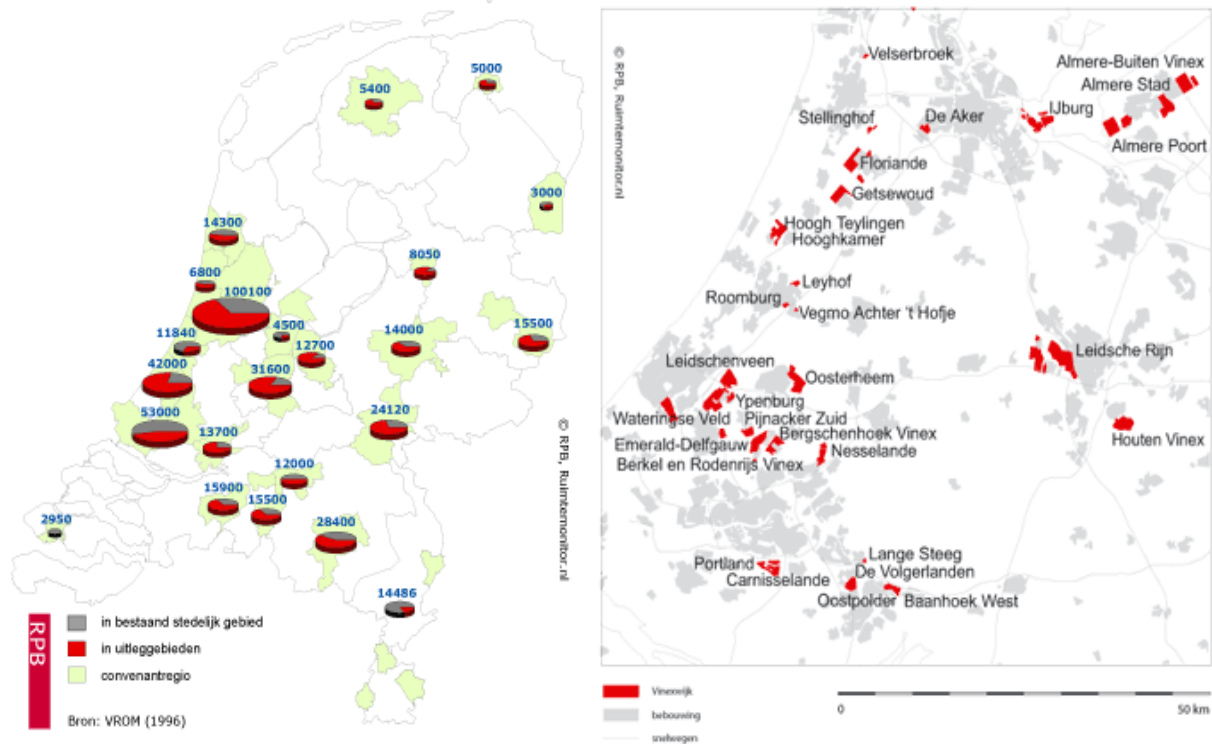 5000
5400
3000
14300
8050
6800
100100
4500
11840
14000
15500
12700
42000
31600
53000
24120
13700
12000
15900
15500
28400
2950
14486
© RPB, Ruimtemonitor.nl
RPB
in bestaand stedelijk gebied
in uitleggebieden
convenantregio
Bron: VROM (1996)
© RPB, Ruimtemonitor.nl
Velserbroek
Almere-Buiten Vinex
Almere Stad
IJburg
Stellinghof
De Aker
Almere Poort
Floriande
Getsewoud
Hoogh Teylingen
Hooghkamer
Leyhof
Roomburg
Vegmo Achter 't Hofje
Leidsche Rijn
Leidschenveen
Oosterheem
Ypenburg
Wateringse Veld
Pijnacker Zuid
Bergschenhoek Vinex
Houten Vinex
Emerald-Delfgauw
Nesselande
Berkel en Rodenrijs Vinex
Lange Steeg
Portland
De Volgerlanden
Carnisselande
Oostpolder
Baanhoek West
Vinexwijk
bebouwing
snelwegen
0
50 km